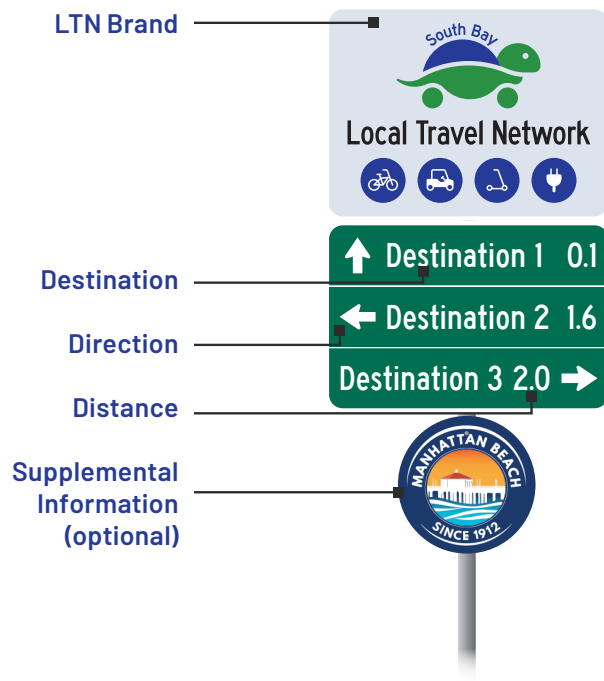 LTN Brand
South Bay
Local Travel Network
Destination 1 0.1
Destination
Destination 2 1.6
Direction
Destination 3 2.0
Distance
MANHATTAN BEACH
SINCE 1912
Supplemental
Information
(optional)